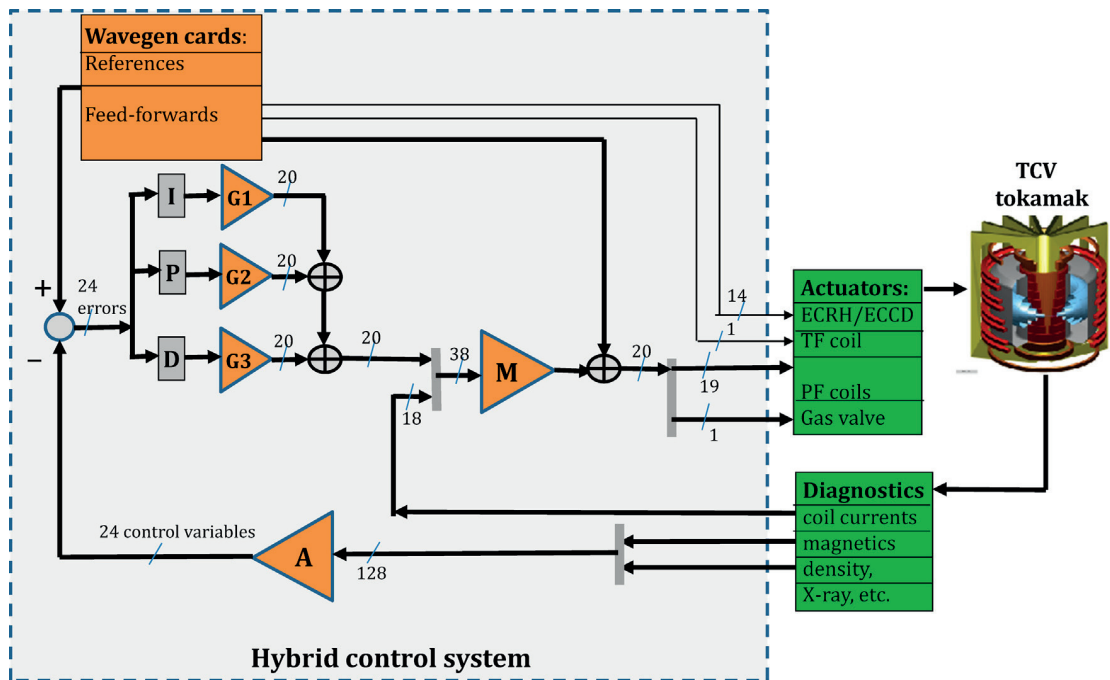 Wavegen cards:
References
Feed-forwards
I
G1
20
P
G2
20
D
G3
20
+
24
errors
−
20
18
38
M
20
14
1
19
1
TCV
tokamak
Actuators:
ECRH/ECCD
TF coil
PF coils
Gas valve
Diagnostics
coil currents
magnetics
density,
X-ray, etc.
24 control variables
A
128
Hybrid control system